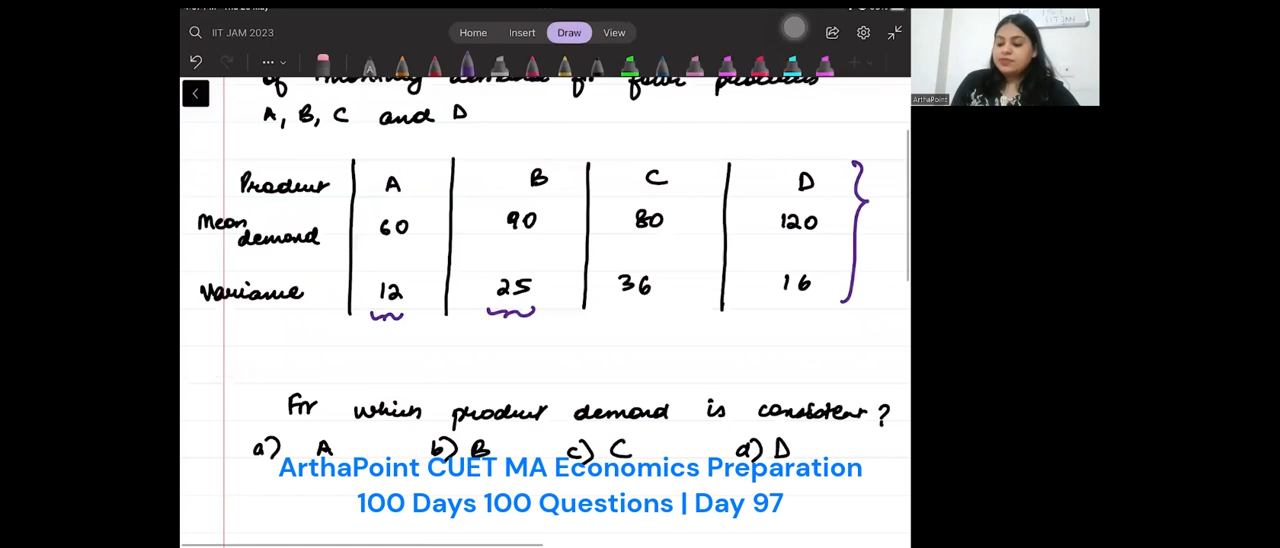 IIT JAM 2023
Home Insert Draw View
ArthaPoint
A, B, C and D
Product A B C D
Mean demand 60 90 80 120
Variance 12 25 36 16
For which product demand is consistent?
a) A b) B c) C d) D
ArthaPoint CUET MA Economics Preparation
100 Days 100 Questions | Day 97